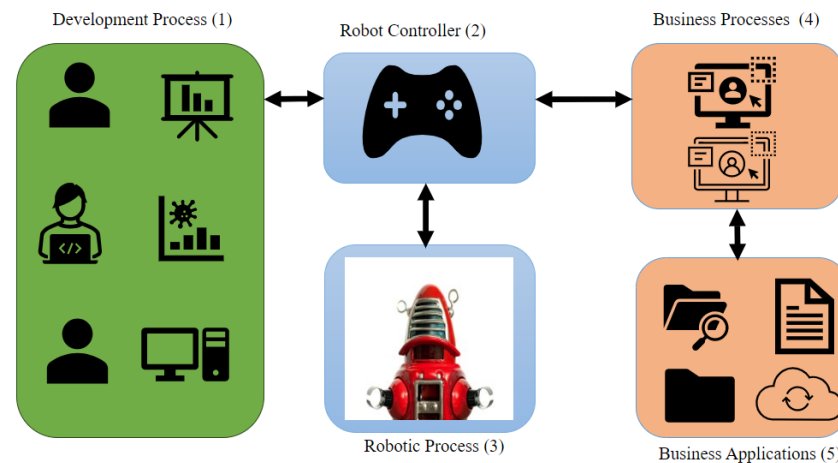 Development Process (1)
Robot Controller (2)
Business Processes  (4)
</>
Robotic Process (3)
Business Applications (5)